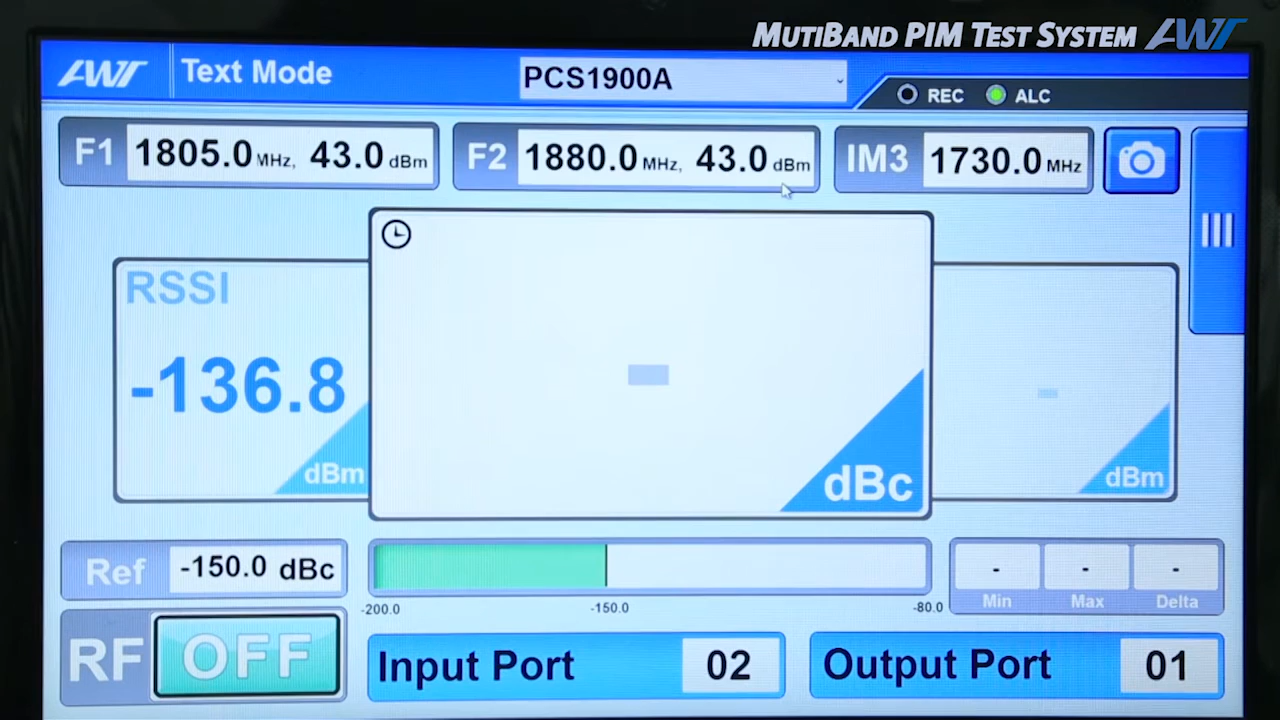 MUTIBAND PIM TEST SYSTEM AWT
AWT Text Mode PCS1900A REC ALC
F1 1805.0 MHz, 43.0 dBm F2 1880.0 MHz, 43.0 dBm IM3 1730.0 MHz
RSSI
-136.8
-
-
dBm
dBc
dBm
Ref -150.0 dBc
- - -
Min Max Delta
-200.0 -150.0 -80.0
RF OFF Input Port 02 Output Port 01